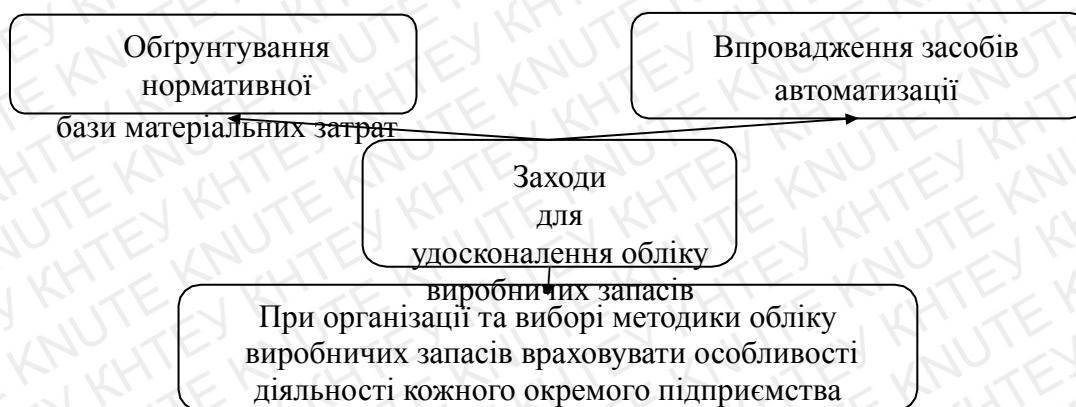 Обґрунтування
нормативної
бази матеріальних затрат
Впровадження засобів
автоматизації
Заходи
для
удосконалення обліку
виробничих запасів
При організації та виборі методики обліку
виробничих запасів враховувати особливості
діяльності кожного окремого підприємства